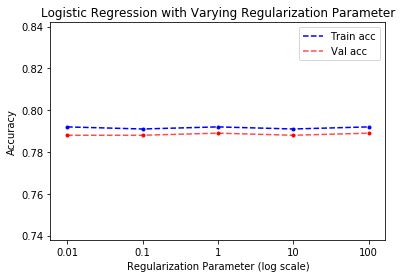 Logistic Regression with Varying Regularization Parameter
0.84
0.82
0.80
0.78
0.76
0.74
Accuracy
Train acc
Val acc
0.01 0.1 1 10 100
Regularization Parameter (log scale)